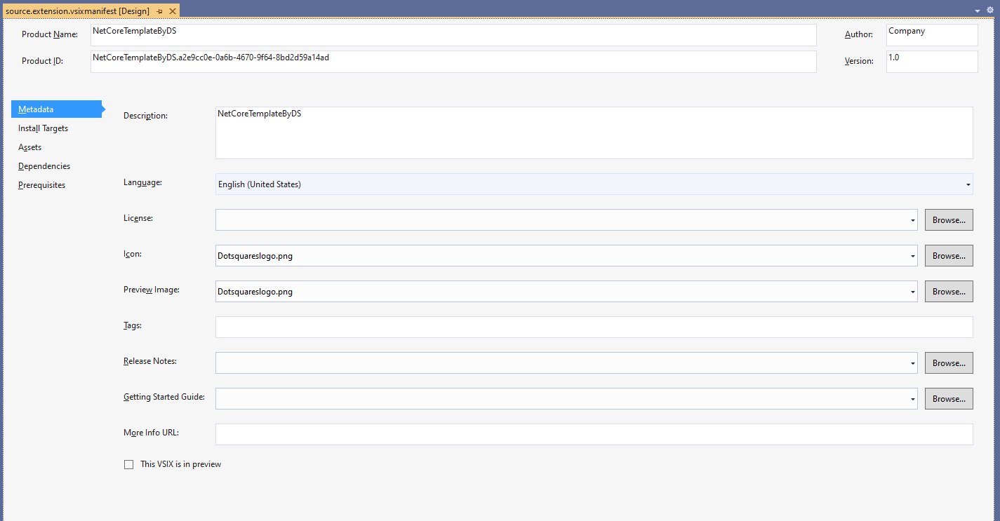 source.extension.vsixmanifest [Design]
Product Name: NetCoreTemplateByDS Author: Company
Product ID: NetCoreTemplateByDS.a2e9cc0e-0a6b-4670-9f64-8bd2d59a14ad Version: 1.0
Metadata
Install Targets
Assets
Dependencies
Prerequisites
Description: NetCoreTemplateByDS
Language: English (United States)
License: Browse...
Icon: Dotsquareslogo.png Browse...
Preview Image: Dotsquareslogo.png Browse...
Tags:
Release Notes: Browse...
Getting Started Guide: Browse...
More Info URL:
This VSIX is in preview